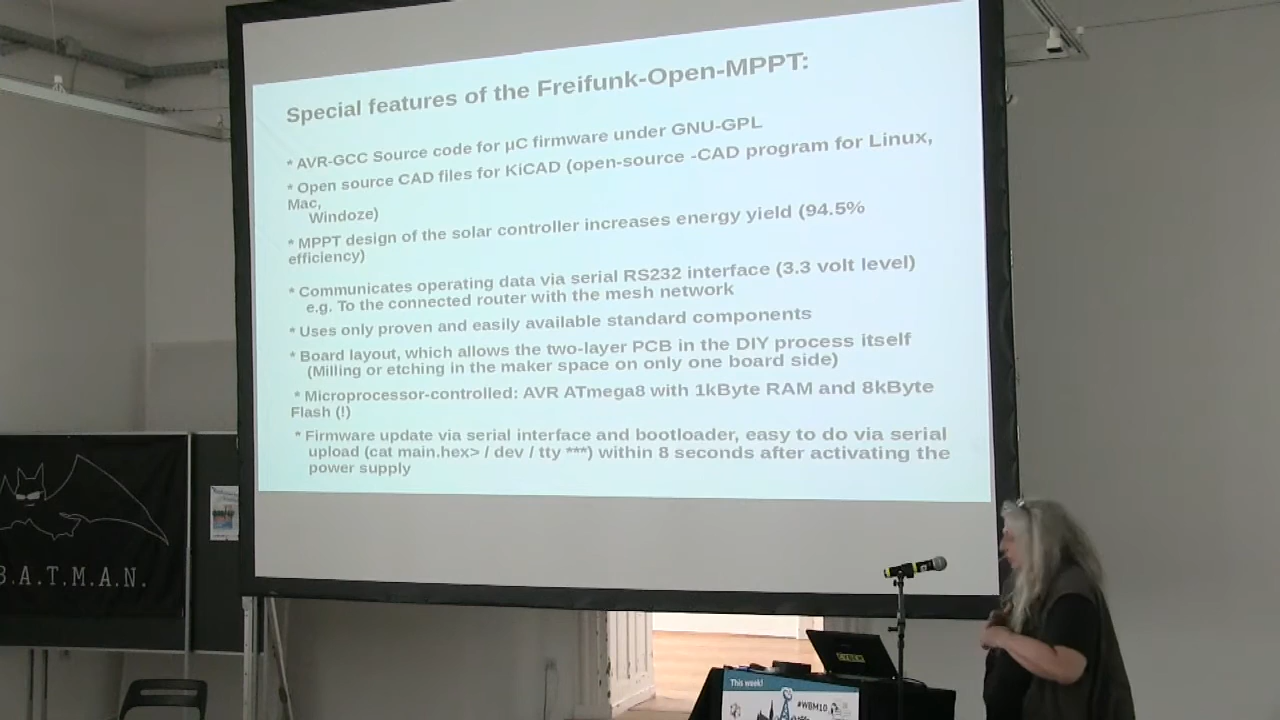 Special features of the Freifunk-Open-MPPT:
* AVR-GCC Source code for µC firmware under GNU-GPL
* Open source CAD files for KiCAD (open-source -CAD program for Linux,
Mac,
Windoze)
* MPPT design of the solar controller increases energy yield (94.5%
efficiency)
* Communicates operating data via serial RS232 interface (3.3 volt level)
e.g. To the connected router with the mesh network
* Uses only proven and easily available standard components
* Board layout, which allows the two-layer PCB in the DIY process itself
(Milling or etching in the maker space on only one board side)
* Microprocessor-controlled: AVR ATmega8 with 1kByte RAM and 8kByte
Flash (!)
* Firmware update via serial interface and bootloader, easy to do via serial
upload (cat main.hex> / dev / tty ***) within 8 seconds after activating the
power supply
B.A.T.M.A.N.
This week!
#WBM10